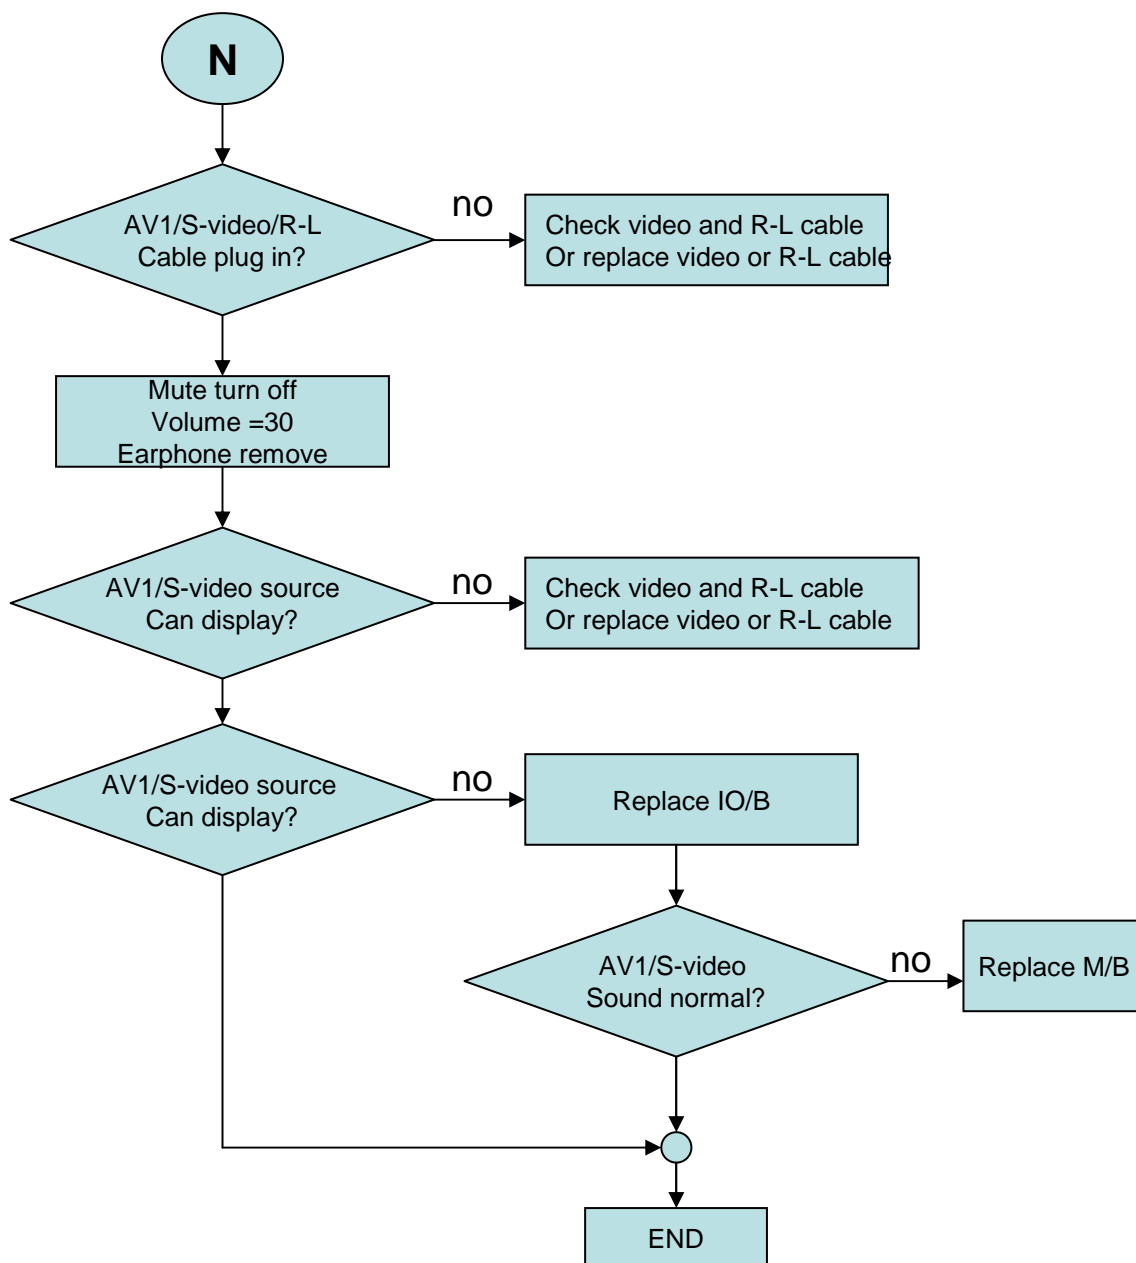 N
AV1/S-video/R-L
Cable plug in?
no
Check video and R-L cable
Or replace video or R-L cable
Mute turn off
Volume =30
Earphone remove
AV1/S-video source
Can display?
no
Check video and R-L cable
Or replace video or R-L cable
AV1/S-video source
Can display?
no
Replace IO/B
AV1/S-video
Sound normal?
no
Replace M/B
END